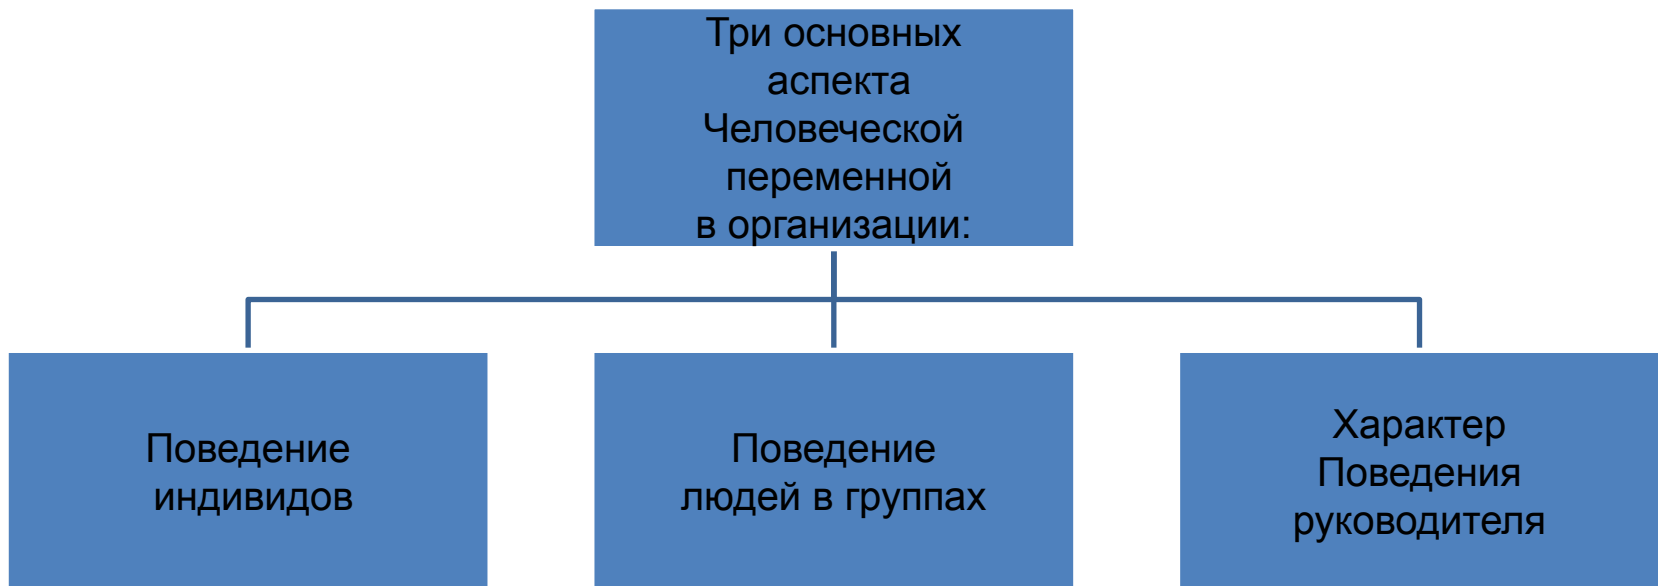 Три основных
аспекта
Человеческой
переменной
в организации:
Поведение
индивидов
Поведение
людей в группах
Характер
Поведения
руководителя